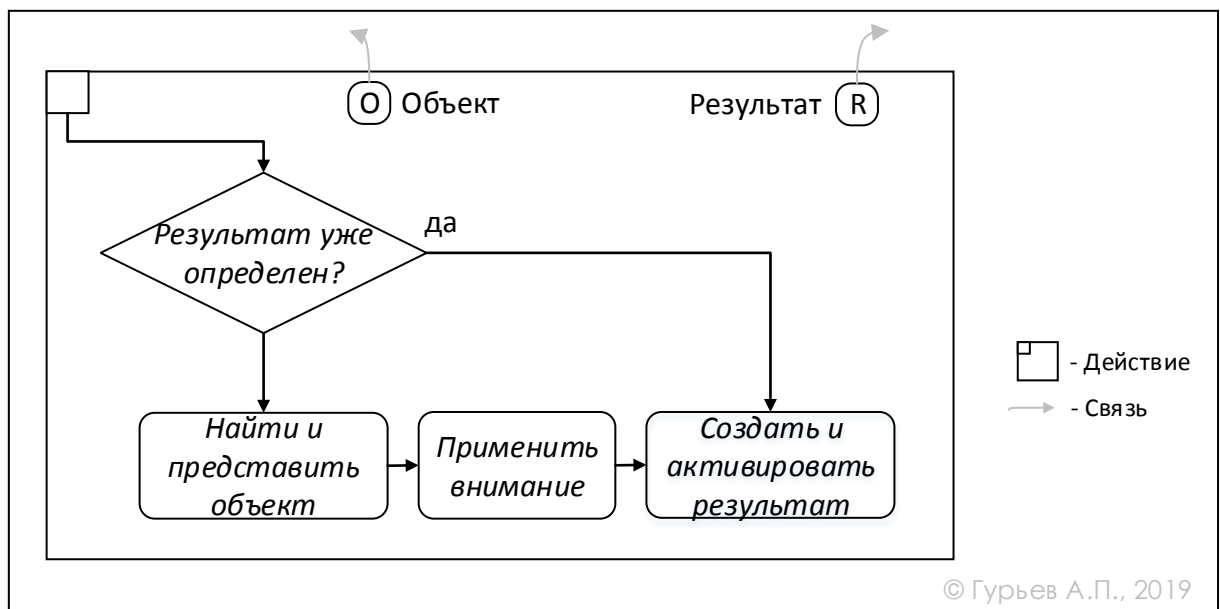 O Объект
Результат R
Результат уже
определен?
да
Найти и
представить
объект
Применить
внимание
Создать и
активировать
результат
- Действие
- Связь
© Гурьев А.П., 2019